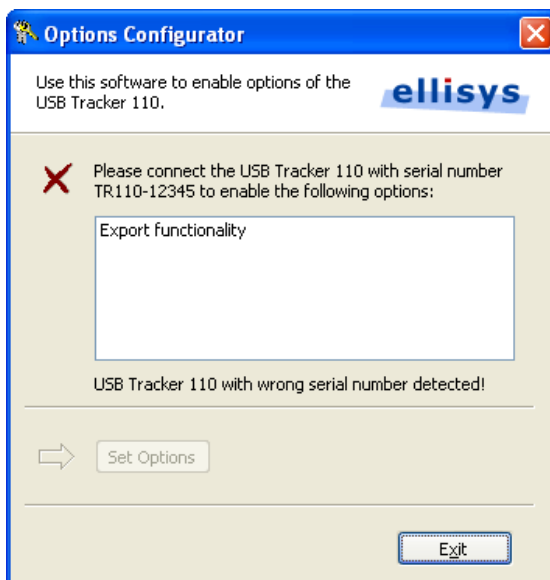 Options Configurator
Use this software to enable options of the
USB Tracker 110.
ellisys
Please connect the USB Tracker 110 with serial number
TR110-12345 to enable the following options:
Export functionality
USB Tracker 110 with wrong serial number detected!
Set Options
Exit